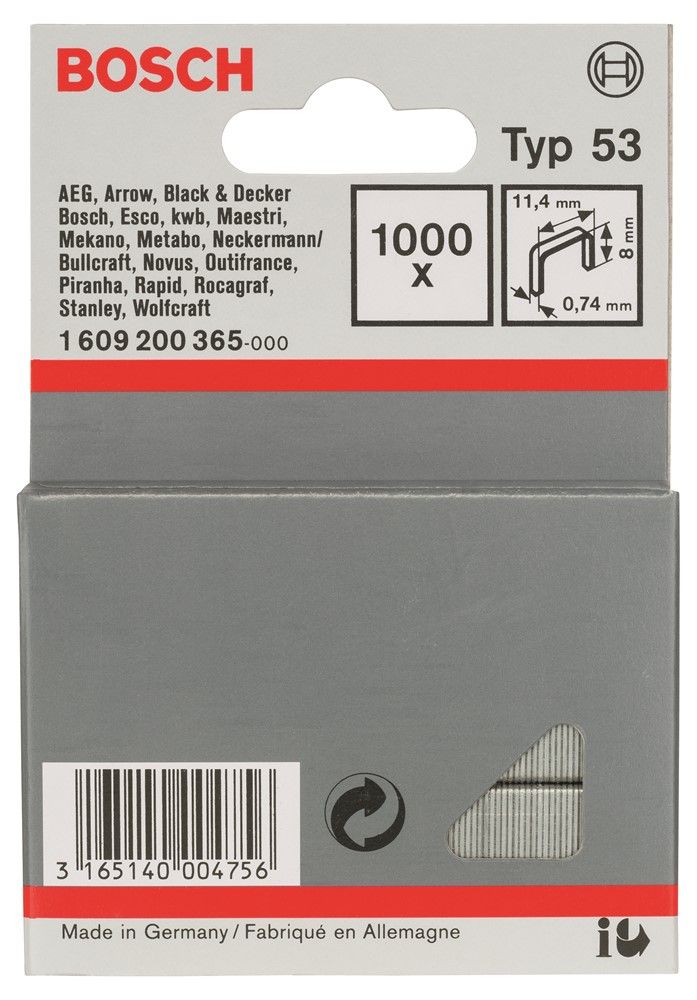 BOSCH
Typ 53
AEG, Arrow, Black & Decker
Bosch, Esco, kwb, Maestri,
Mekano, Metabo, Neckermann/
Bullcraft, Novus, Outifrance,
Piranha, Rapid, Rocagraf,
Stanley, Wolfcraft
1 609 200 365-000
1000
x
11,4 mm
8 mm
0,74 mm
3 165140 004756
Made in Germany / Fabriqué en Allemagne